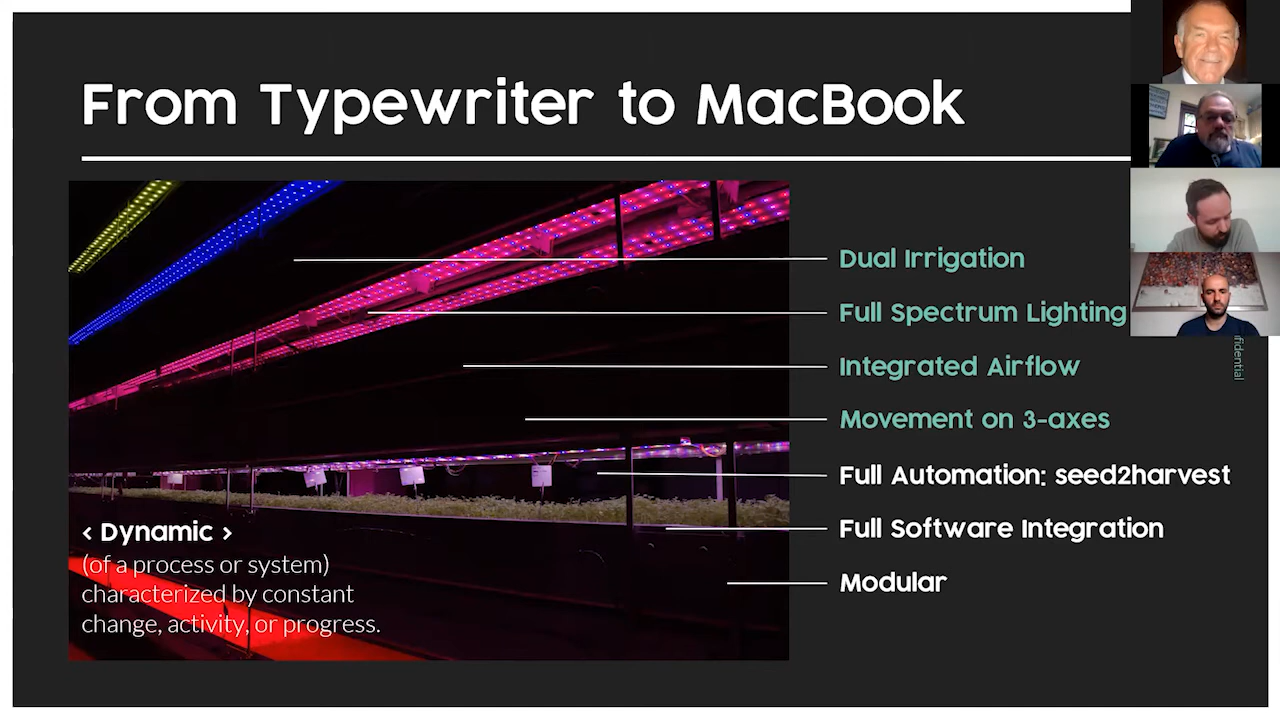 From Typewriter to MacBook
Dual Irrigation
Full Spectrum Lighting
Integrated Airflow
Movement on 3-axes
Full Automation: seed2harvest
Full Software Integration
Modular
< Dynamic >
(of a process or system)
characterized by constant
change, activity, or progress.
fidential